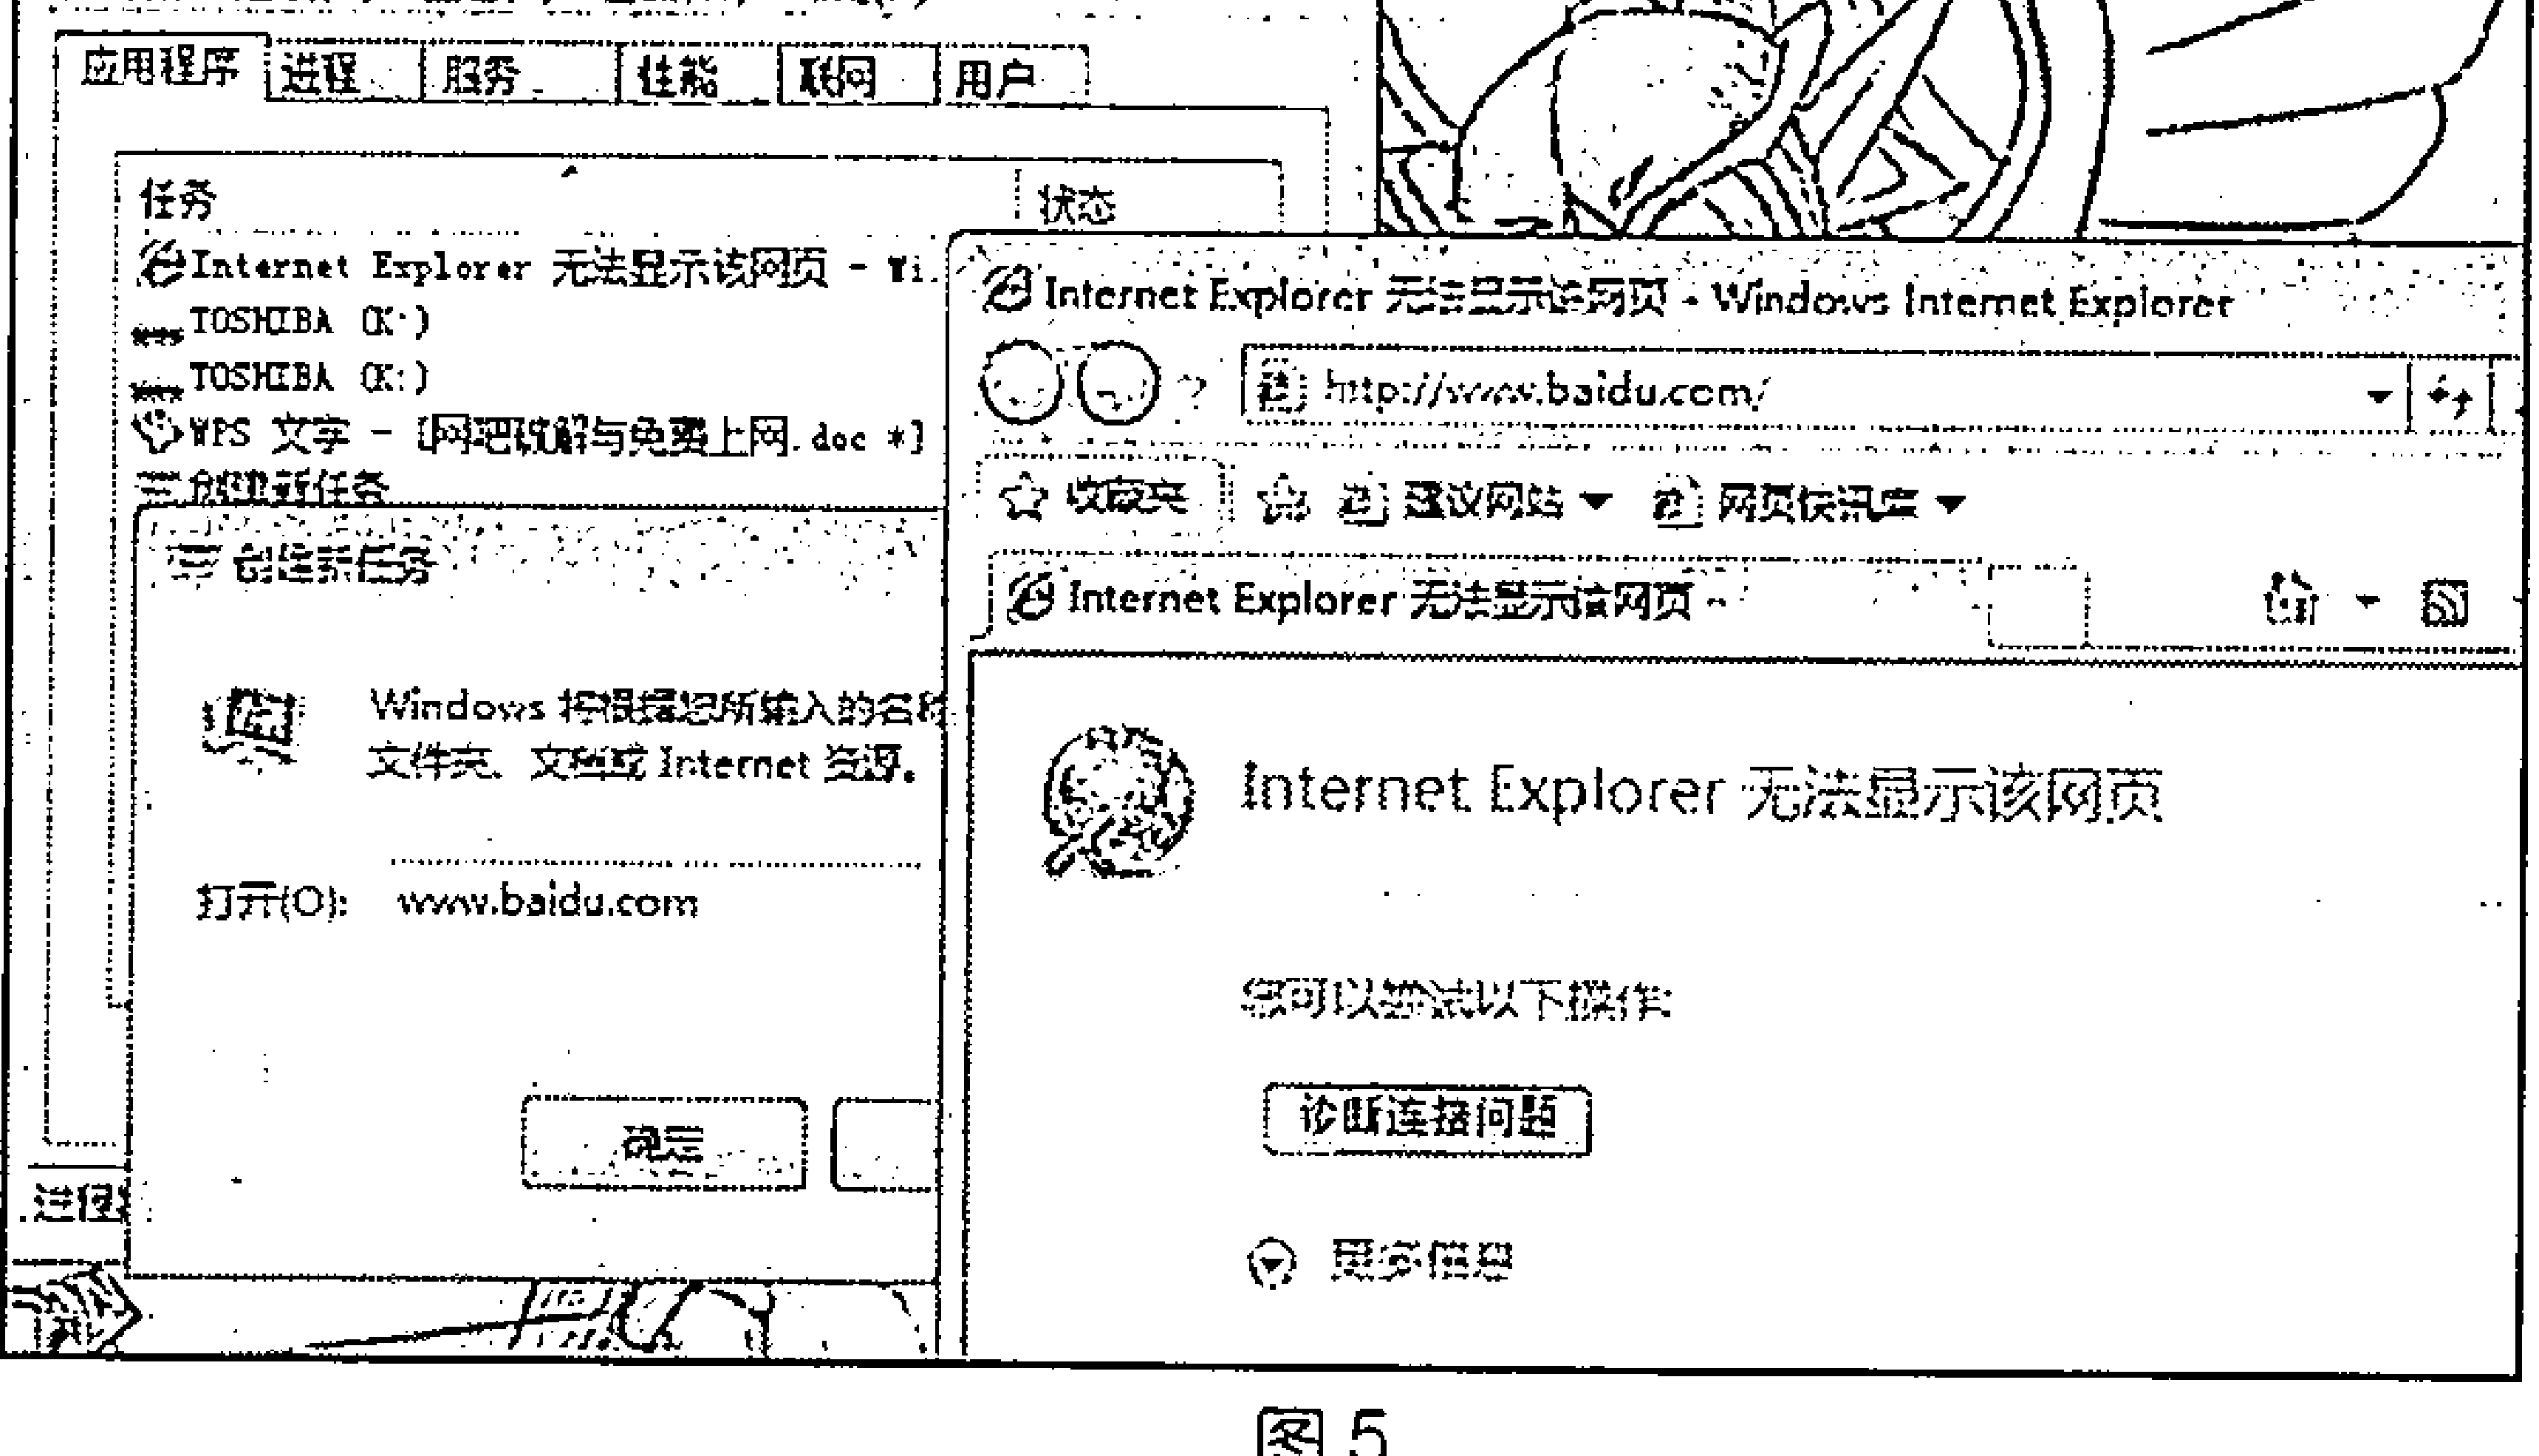 应用程序 进程 服务 性能 联网 用户
任务 状态
Internet Explorer 无法显示该网页 - Wi.
TOSHIBA (K:)
TOSHIBA (K:)
WPS 文字 - [网吧破解与免费上网.doc *]
创建新任务
创建新任务
Windows 将根据您所输入的名称
文件夹、文档或 Internet 资源。
打开(O): www.baidu.com
确定
进程
Internet Explorer 无法显示该网页 - Windows Internet Explorer
http://www.baidu.com/
收藏夹 建议网站 网页快讯库
Internet Explorer 无法显示该网页
Internet Explorer 无法显示该网页
您可以尝试以下操作:
诊断连接问题
更多信息
图 5